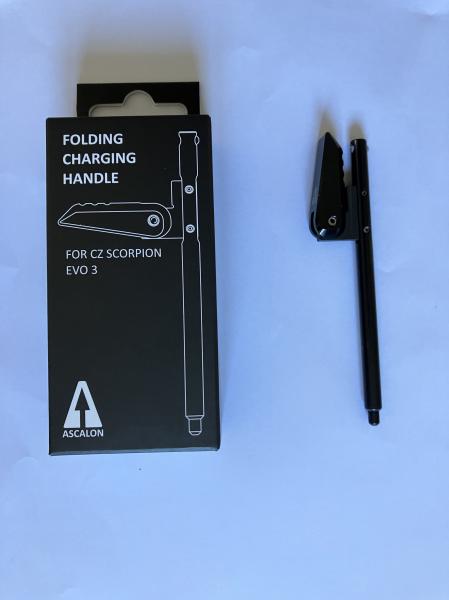 FOLDING
CHARGING
HANDLE
FOR CZ SCORPION
EVO 3
ASCALON